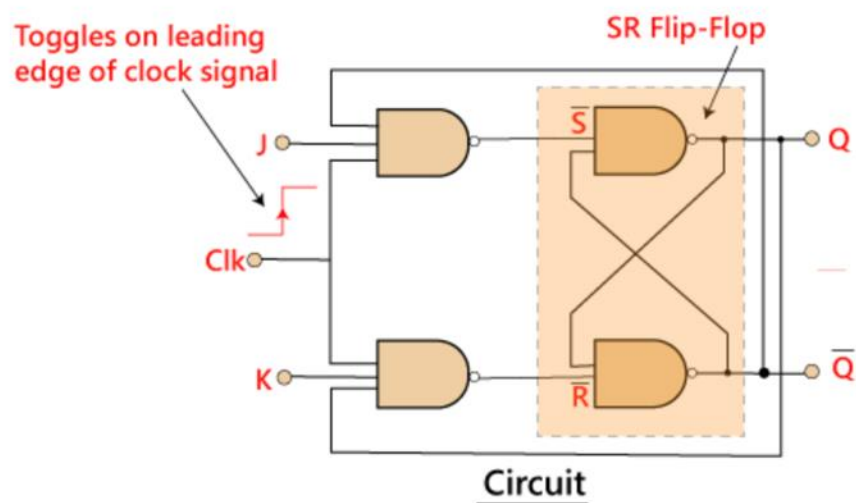 Toggles on leading
edge of clock signal
SR Flip-Flop
J
S̅
Q
Clk
K
R̅
Q̅
Circuit